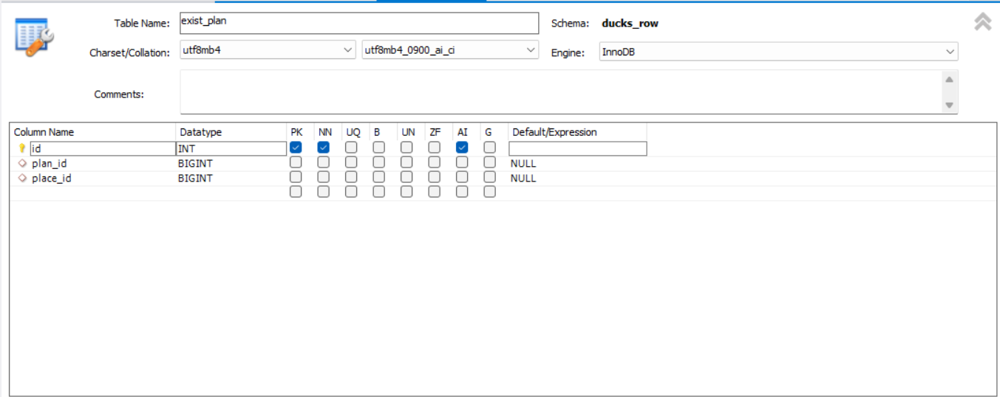 Table Name: exist_plan Schema: ducks_row
Charset/Collation: utf8mb4 utf8mb4_0900_ai_ci Engine: InnoDB
Comments:
Column Name Datatype PK NN UQ B UN ZF AI G Default/Expression
id INT
plan_id BIGINT NULL
place_id BIGINT NULL